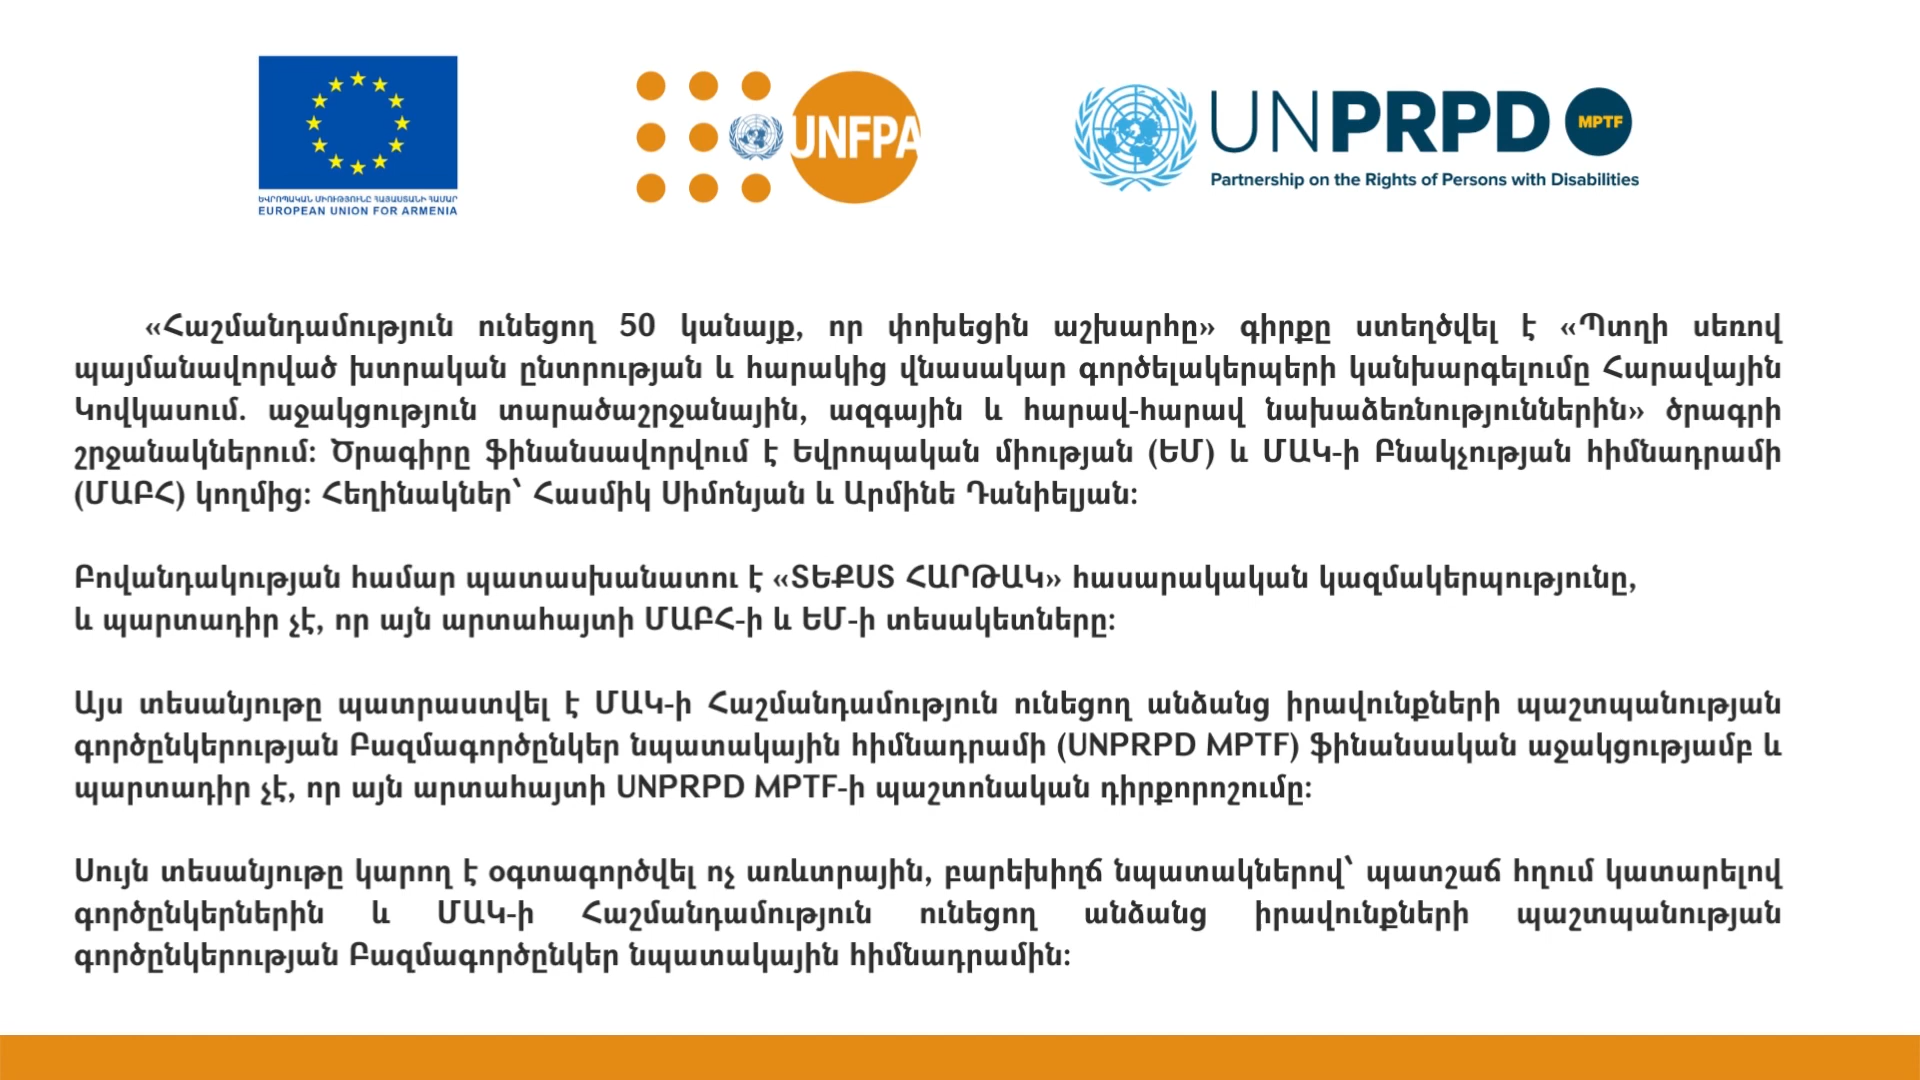 ԵՎՐՈՊԱԿԱՆ ՄԻՈՒԹՅՈՒՆԸ ՀԱՅԱՍՏԱՆԻ ՀԱՄԱՐ
EUROPEAN UNION FOR ARMENIA
UNFPA
UNPRPD MPTF
Partnership on the Rights of Persons with Disabilities
«Հաշմանդամություն ունեցող 50 կանայք, որ փոխեցին աշխարհը» գիրքը ստեղծվել է «Պտղի սեռով
պայմանավորված խտրական ընտրության և հարակից վնասակար գործելակերպերի կանխարգելումը Հարավային
Կովկասում. աջակցություն տարածաշրջանային, ազգային և հարավ-հարավ նախաձեռնություններին» ծրագրի
շրջանակներում։ Ծրագիրը ֆինանսավորվում է Եվրոպական միության (ԵՄ) և ՄԱԿ-ի Բնակչության հիմնադրամի
(ՄԱԲՀ) կողմից։ Հեղինակներ՝ Հասմիկ Սիմոնյան և Արմինե Դանիելյան։
Բովանդակության համար պատասխանատու է «ՏԵՔՍՏ ՀԱՐԹԱԿ» հասարակական կազմակերպությունը,
և պարտադիր չէ, որ այն արտահայտի ՄԱԲՀ-ի և ԵՄ-ի տեսակետները։
Այս տեսանյութը պատրաստվել է ՄԱԿ-ի Հաշմանդամություն ունեցող անձանց իրավունքների պաշտպանության
գործընկերության Բազմագործընկեր նպատակային հիմնադրամի (UNPRPD MPTF) ֆինանսական աջակցությամբ և
պարտադիր չէ, որ այն արտահայտի UNPRPD MPTF-ի պաշտոնական դիրքորոշումը։
Սույն տեսանյութը կարող է օգտագործվել ոչ առևտրային, բարեխիղճ նպատակներով՝ պատշաճ հղում կատարելով
գործընկերներին և ՄԱԿ-ի Հաշմանդամություն ունեցող անձանց իրավունքների պաշտպանության
գործընկերության Բազմագործընկեր նպատակային հիմնադրամին։